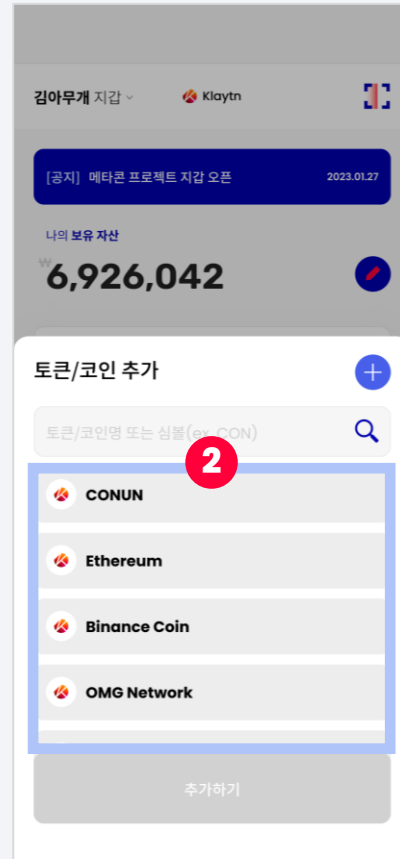 김아무개 지갑
Klaytn
[공지] 메타콘 프로젝트 지갑 오픈 2023.01.27
나의 보유 자산
₩6,926,042
토큰/코인 추가
토큰/코인명 또는 심볼(ex. CON)
2
CONUN
Ethereum
Binance Coin
OMG Network
추가하기